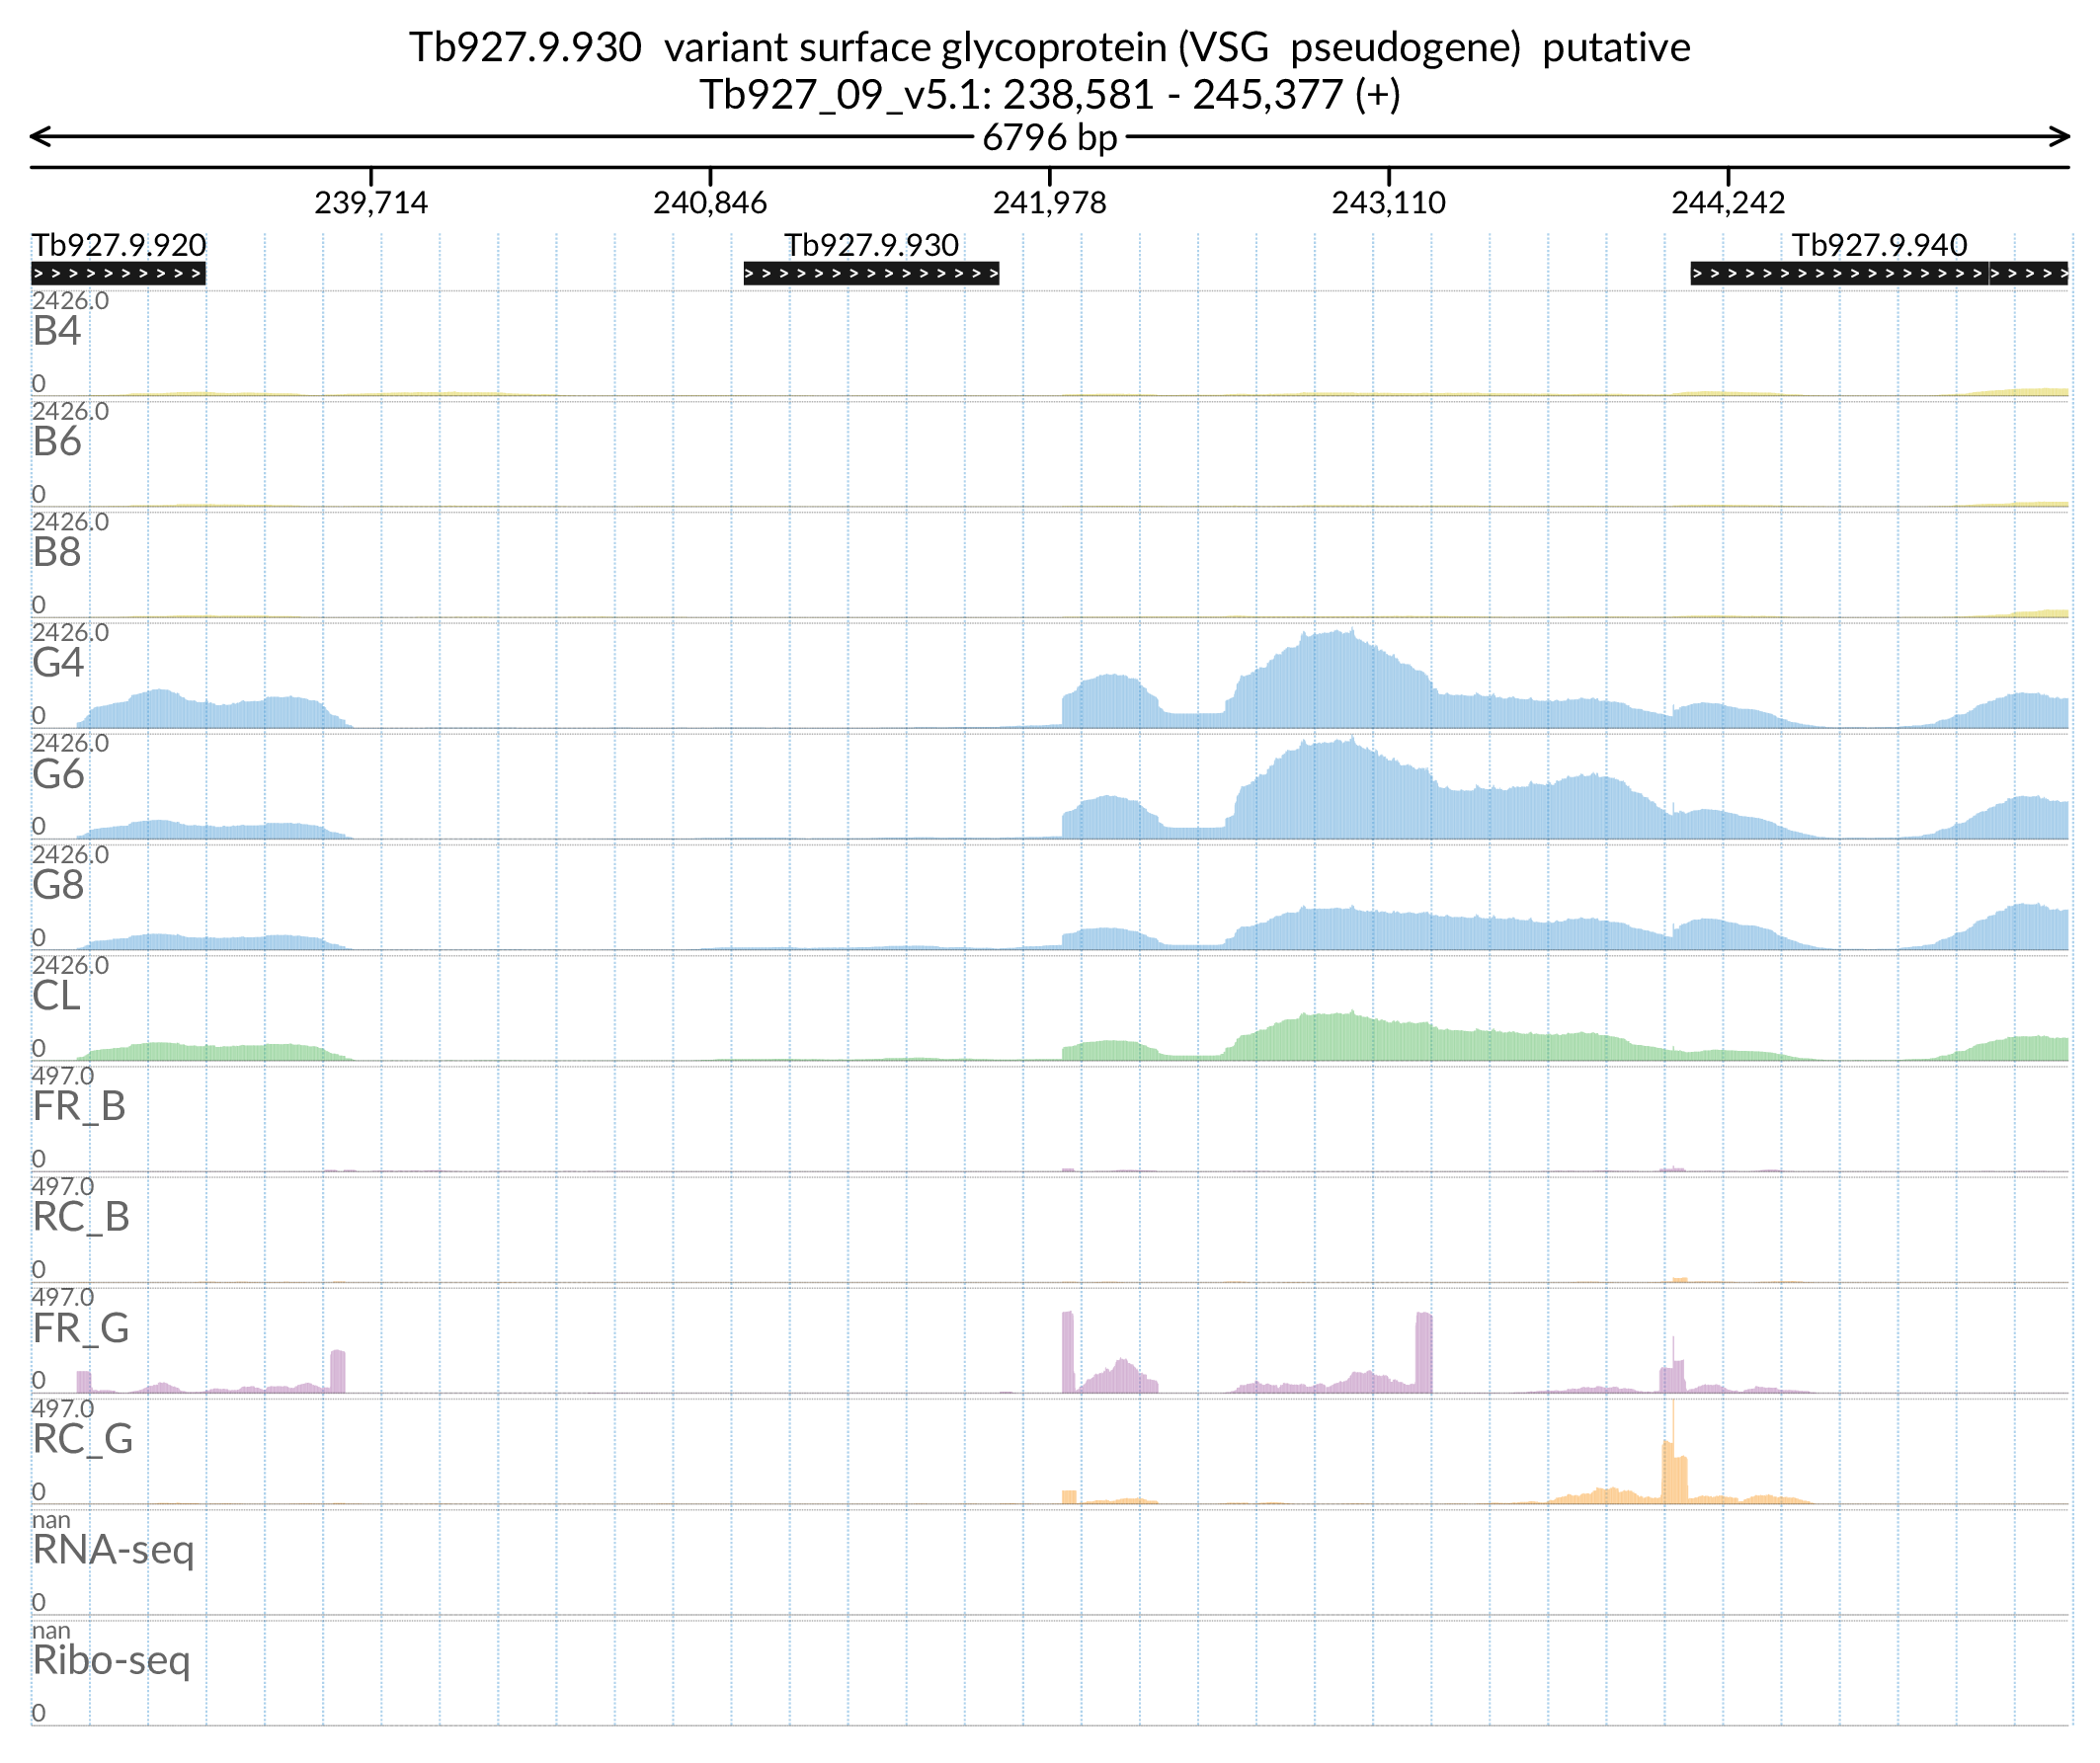 Tb927.9.930 variant surface glycoprotein (VSG pseudogene) putative
Tb927_09_v5.1: 238,581 - 245,377 (+)
6796 bp
239,714 240,846 241,978 243,110 244,242
Tb927.9.920 Tb927.9.930 Tb927.9.940
2426.0
B4
0
2426.0
B6
0
2426.0
B8
0
2426.0
G4
0
2426.0
G6
0
2426.0
G8
0
2426.0
CL
0
497.0
FR_B
0
497.0
RC_B
0
497.0
FR_G
0
497.0
RC_G
0
nan
RNA-seq
0
nan
Ribo-seq
0